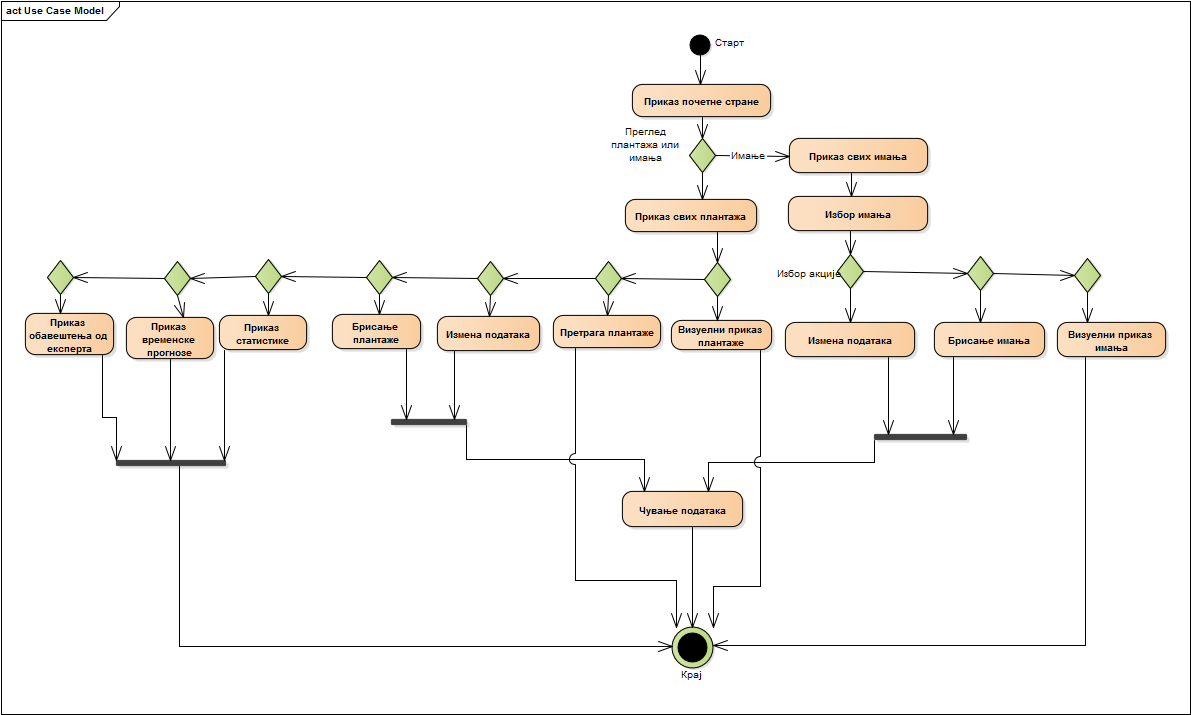 act Use Case Model
Старт
Приказ почетне стране
Преглед
плантажа или
имања
Имање
Приказ свих имања
Приказ свих плантажа
Избор имања
Избор акције
Приказ
обавештења од
експерта
Приказ
временске
прогнозе
Приказ
статистике
Брисање
плантаже
Измена података
Претрага плантаже
Визуелни приказ
плантаже
Измена података
Брисање имања
Визуелни приказ
имања
Чување података
Крај